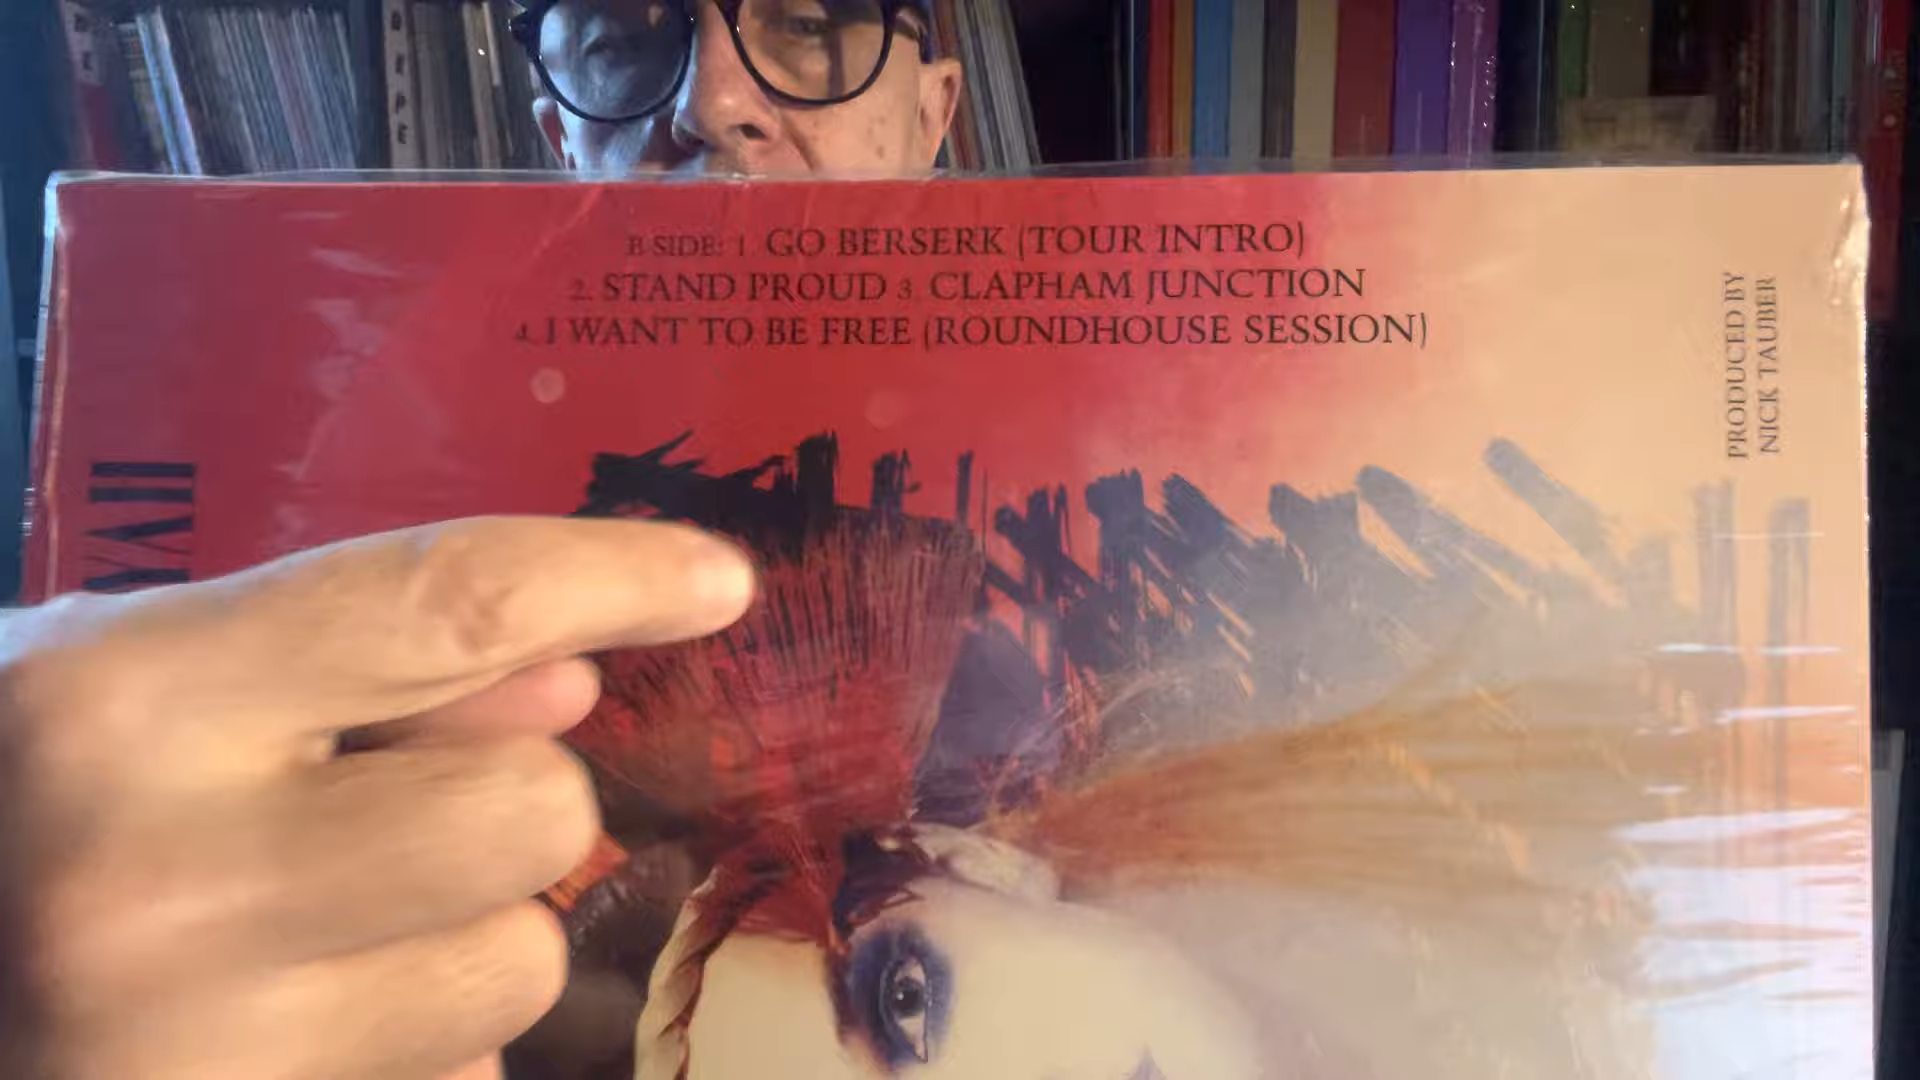 B SIDE: 1. GO BERSERK (TOUR INTRO)
2. STAND PROUD 3. CLAPHAM JUNCTION
4. I WANT TO BE FREE (ROUNDHOUSE SESSION)
PRODUCED BY
NICK TAUBER